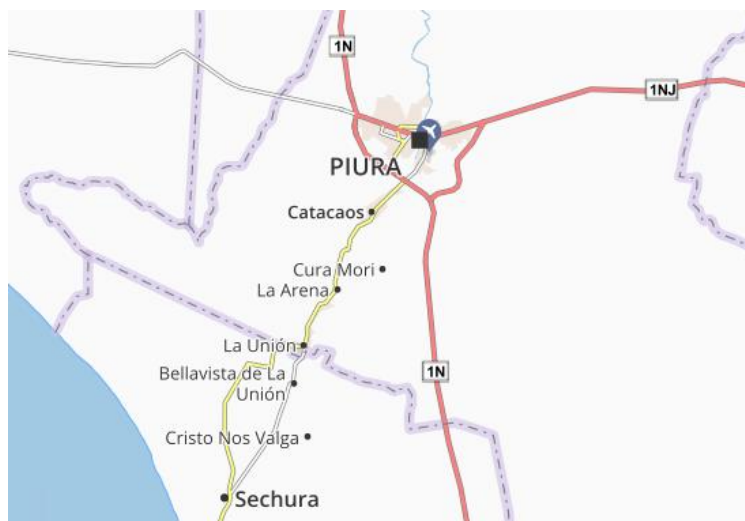 1N
1NJ
PIURA
Catacaos
Cura Mori
La Arena
La Unión
Bellavista de La
Unión
1N
Cristo Nos Valga
Sechura